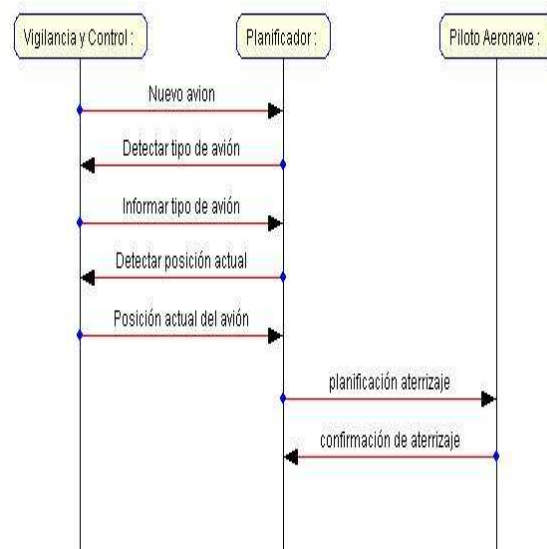 Vigilancia y Control :
Planificador :
Piloto Aeronave :
Nuevo avion
Detectar tipo de avión
Informar tipo de avión
Detectar posición actual
Posición actual del avión
planificación aterrizaje
confirmación de aterrizaje